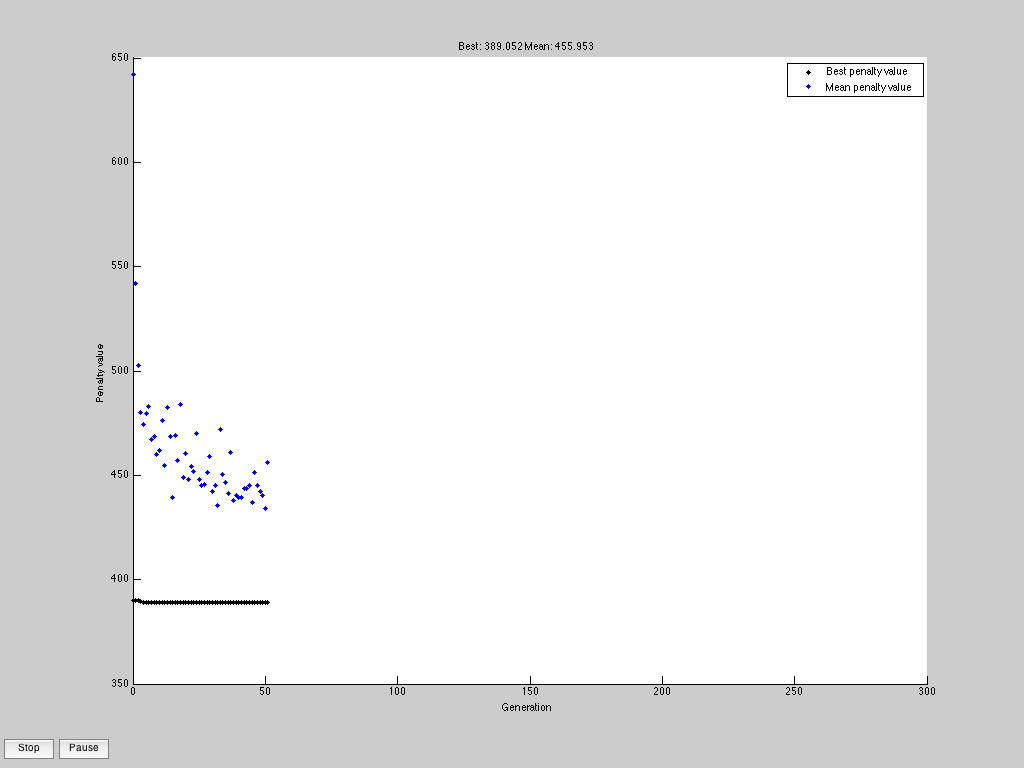 Best: 389.052 Mean: 455.953
Best penalty value
Mean penalty value
650
600
550
500
450
400
350
Penalty value
0 50 100 150 200 250 300
Generation
Stop Pause